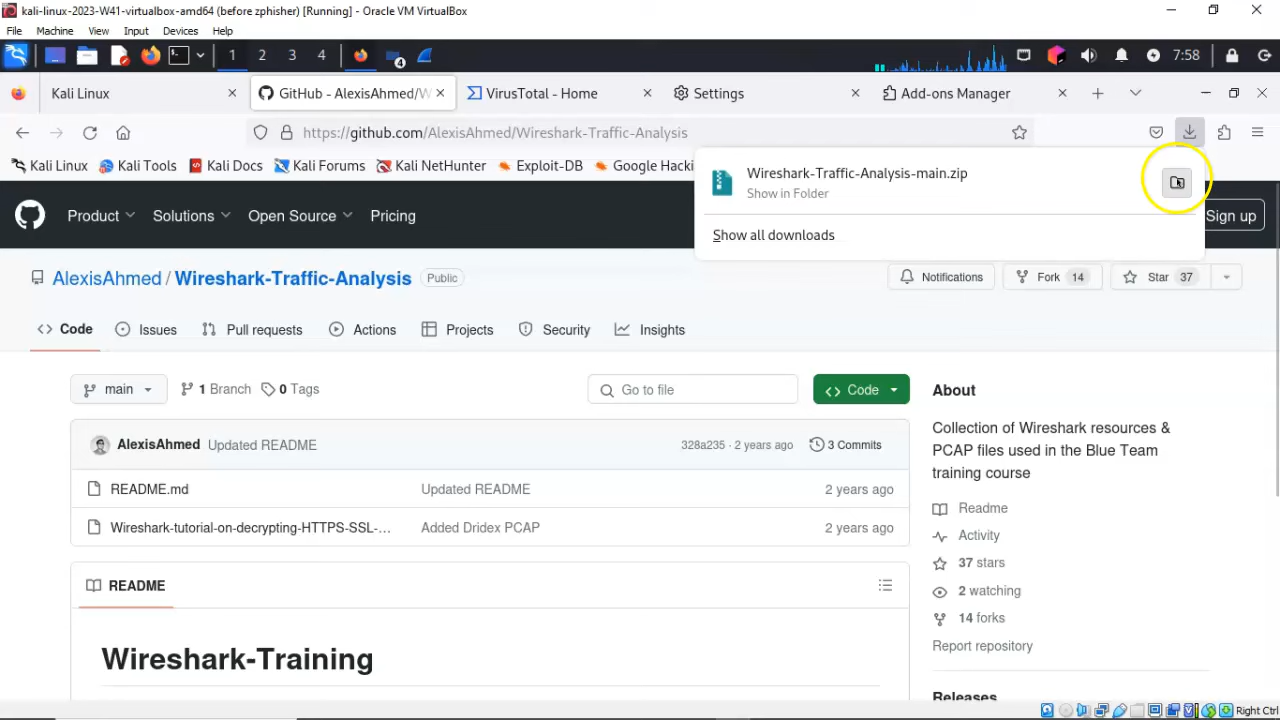 kali-linux-2023-W41-virtualbox-amd64 (before zphisher) [Running] - Oracle VM VirtualBox
File Machine View Input Devices Help
1 2 3 4 4 7:58
Kali Linux GitHub - AlexisAhmed/W VirusTotal - Home Settings Add-ons Manager
https://github.com/AlexisAhmed/Wireshark-Traffic-Analysis
Kali Linux Kali Tools Kali Docs Kali Forums Kali NetHunter Exploit-DB Google Hacki
Wireshark-Traffic-Analysis-main.zip
Show in Folder
Show all downloads
Product Solutions Open Source Pricing Sign up
AlexisAhmed / Wireshark-Traffic-Analysis Public Notifications Fork 14 Star 37
Code Issues Pull requests Actions Projects Security Insights
main 1 Branch 0 Tags Go to file Code
AlexisAhmed Updated README 328a235 · 2 years ago 3 Commits
README.md Updated README 2 years ago
Wireshark-tutorial-on-decrypting-HTTPS-SSL-... Added Dridex PCAP 2 years ago
README
Wireshark-Training
About
Collection of Wireshark resources &
PCAP files used in the Blue Team
training course
Readme
Activity
37 stars
2 watching
14 forks
Report repository
Releases
Right Ctrl